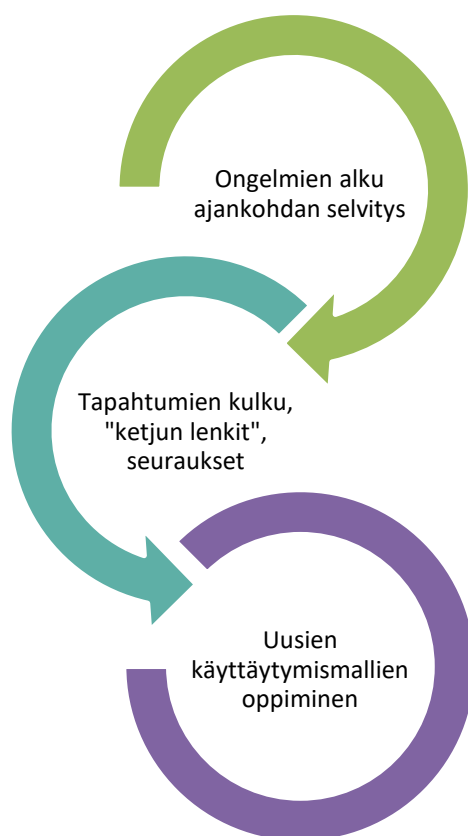 Ongelmien alku
ajankohdan selvitys
Tapahtumien kulku,
"ketjun lenkit",
seuraukset
Uusien
käyttäytymismallien
oppiminen